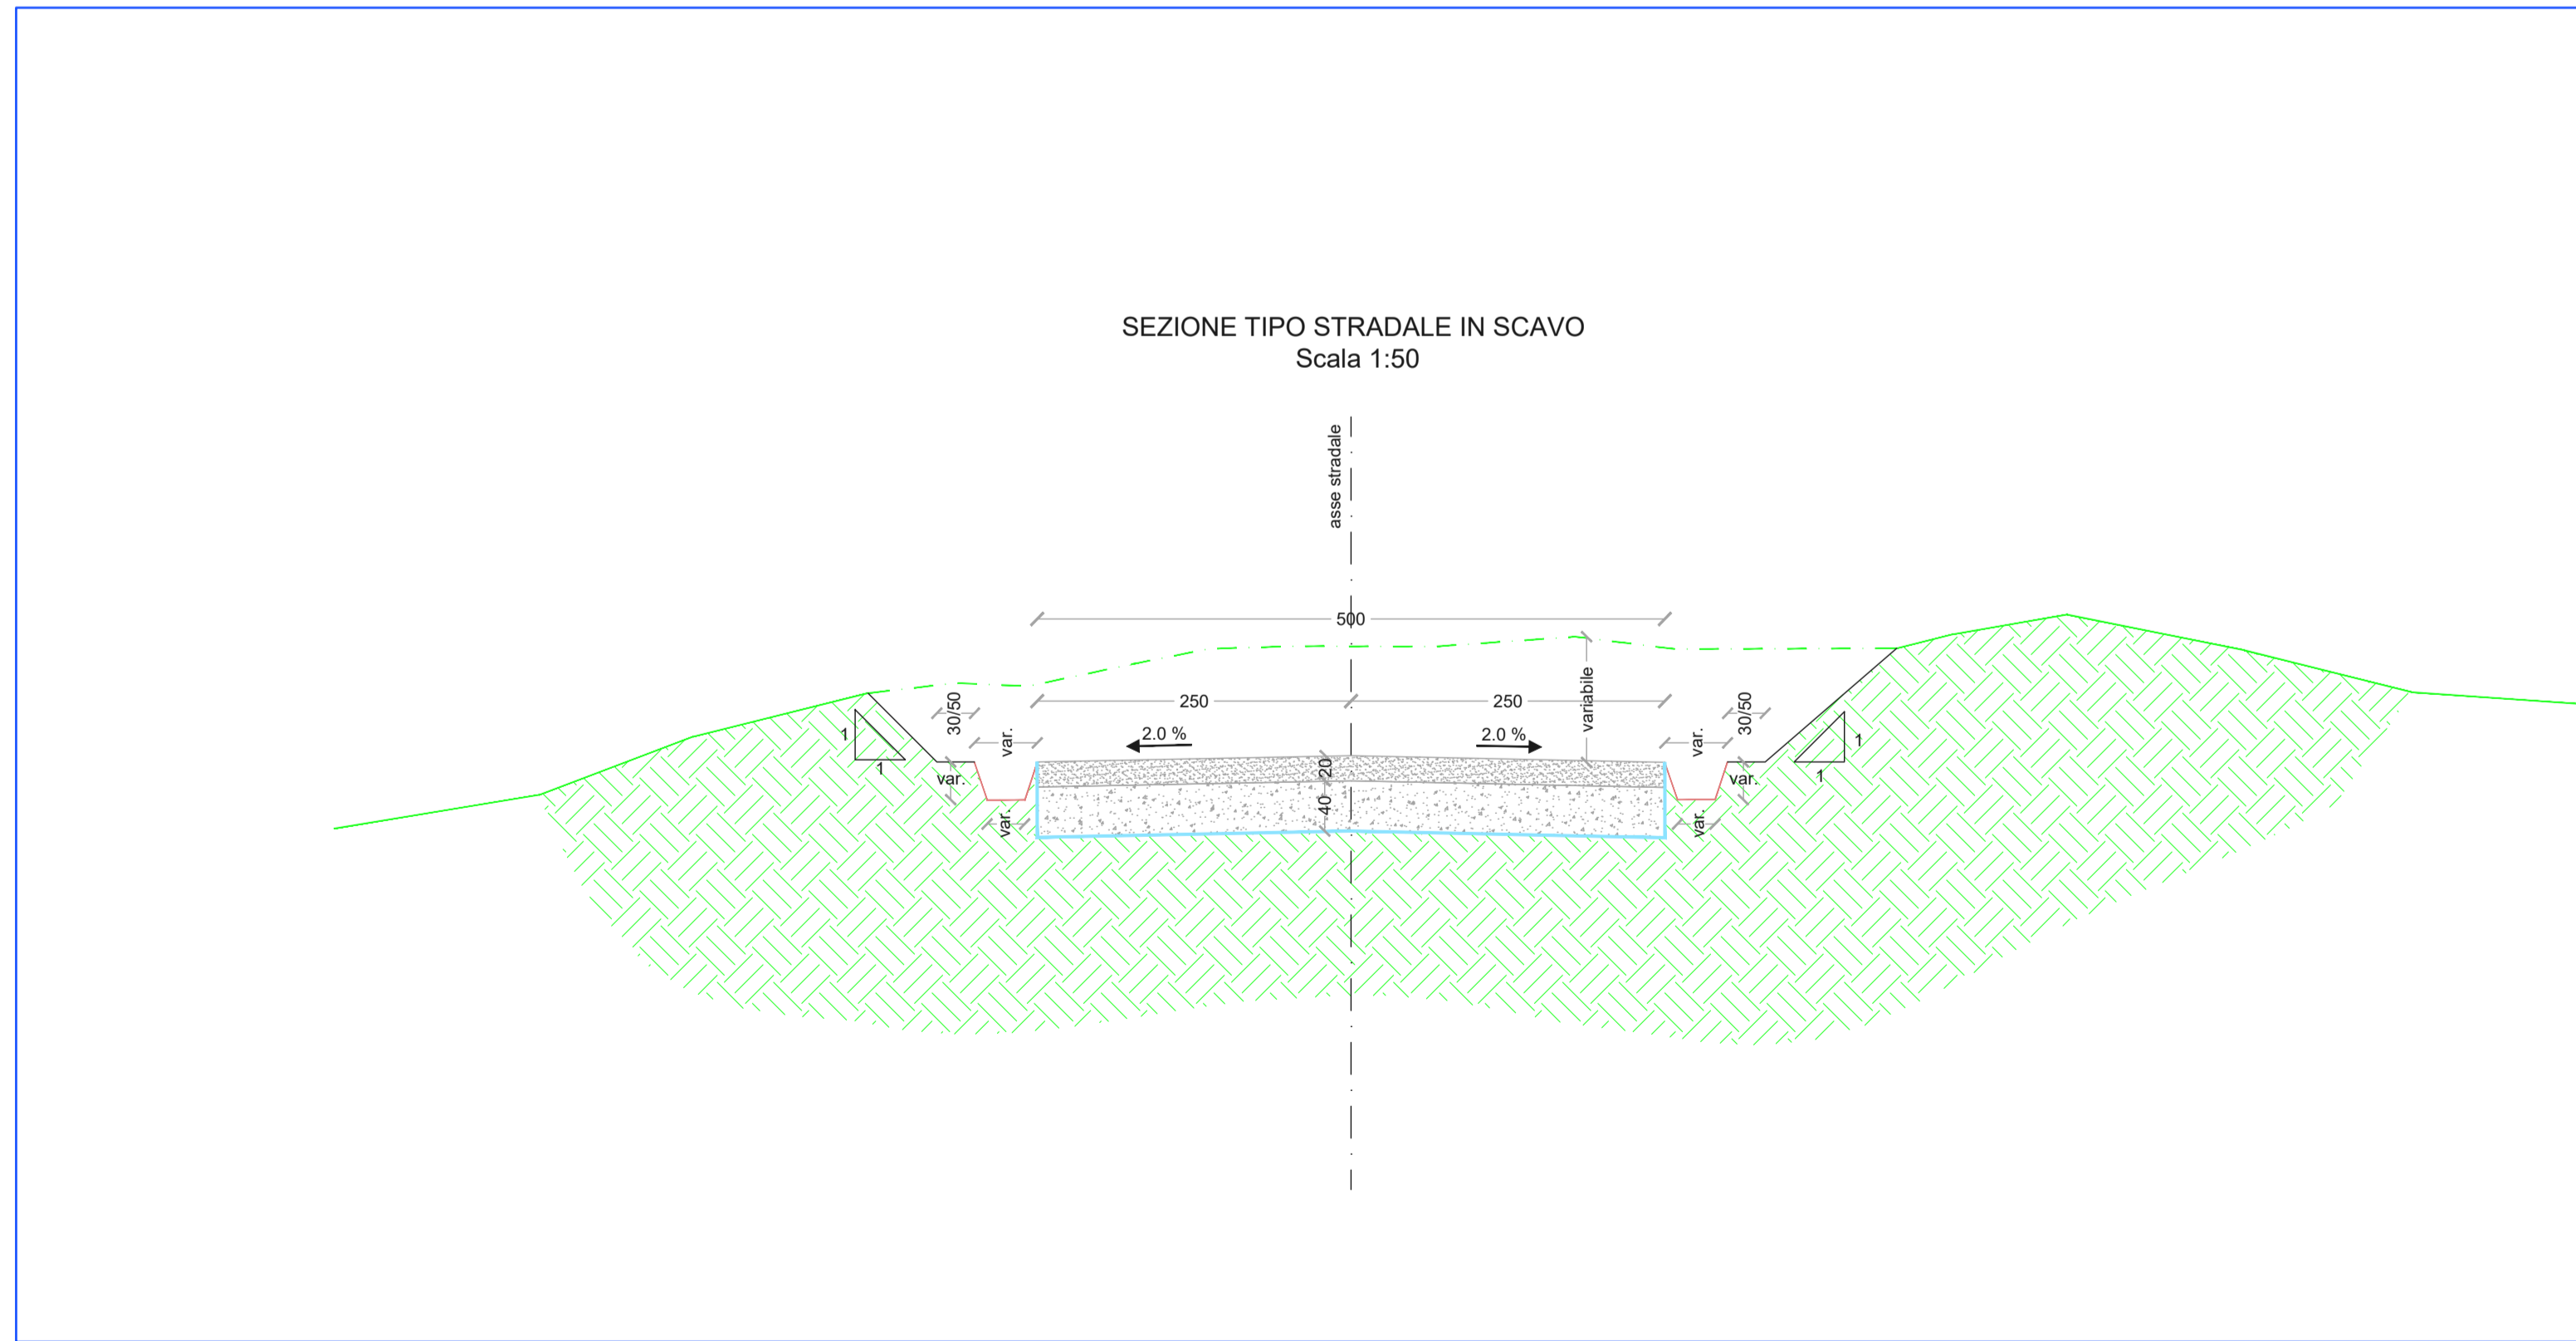 SEZIONE TIPO STRADALE IN SCAVO
Scala 1:50
asse stradale
500
250
250
variabile
30/50
30/50
var.
var.
2.0 %
2.0 %
1
1
1
1
var.
var.
20
40
var.
var.